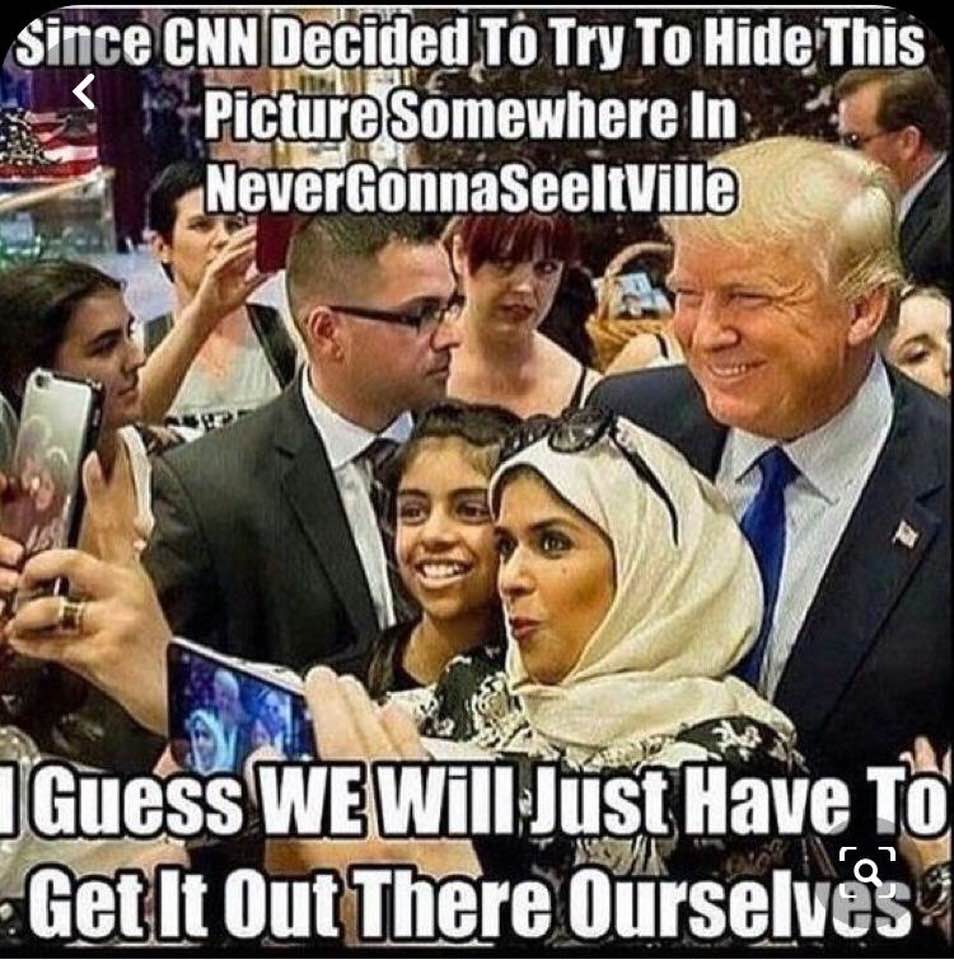 Since CNN Decided To Try To Hide This
Picture Somewhere In
NeverGonnaSeeItVille
I Guess WE Will Just Have To
Get It Out There Ourselves